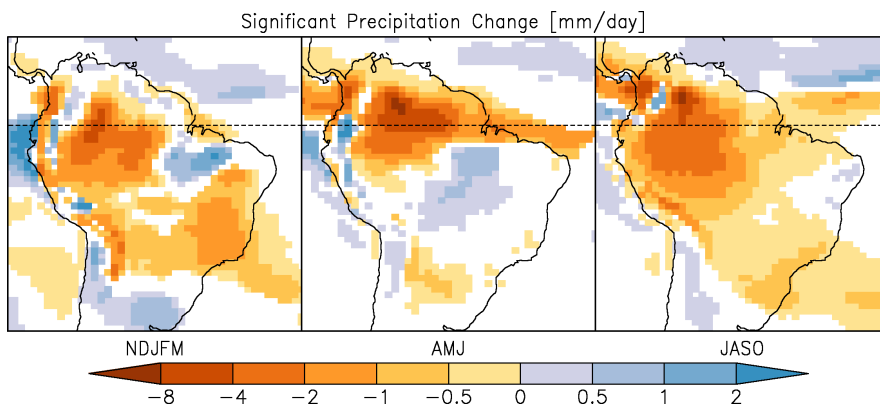 Significant Precipitation Change [mm/day]
NDJFM AMJ JASO
−8 −4 −2 −1 −0.5 0 0.5 1 2